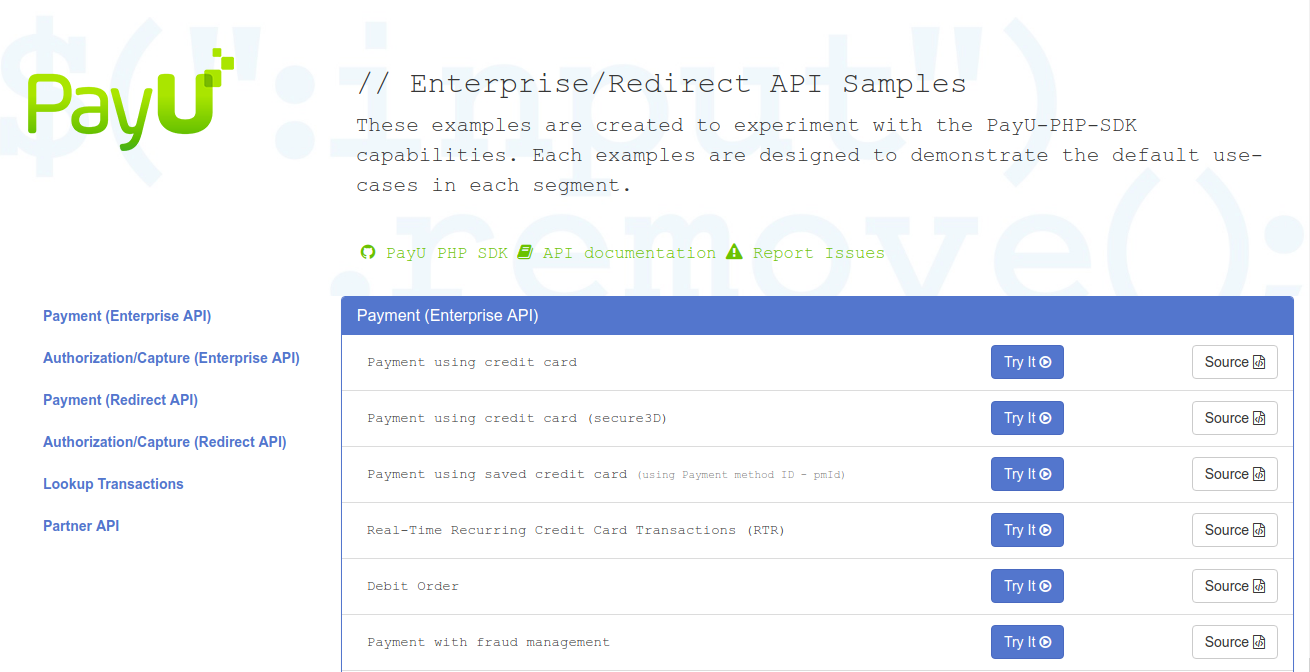 $(":input")
.remove();
PayU
// Enterprise/Redirect API Samples
These examples are created to experiment with the PayU-PHP-SDK
capabilities. Each examples are designed to demonstrate the default use-
cases in each segment.
PayU PHP SDK API documentation Report Issues
Payment (Enterprise API)
Authorization/Capture (Enterprise API)
Payment (Redirect API)
Authorization/Capture (Redirect API)
Lookup Transactions
Partner API
Payment (Enterprise API)
Payment using credit card Try It Source
Payment using credit card (secure3D) Try It Source
Payment using saved credit card (using Payment method ID - pmId) Try It Source
Real-Time Recurring Credit Card Transactions (RTR) Try It Source
Debit Order Try It Source
Payment with fraud management Try It Source